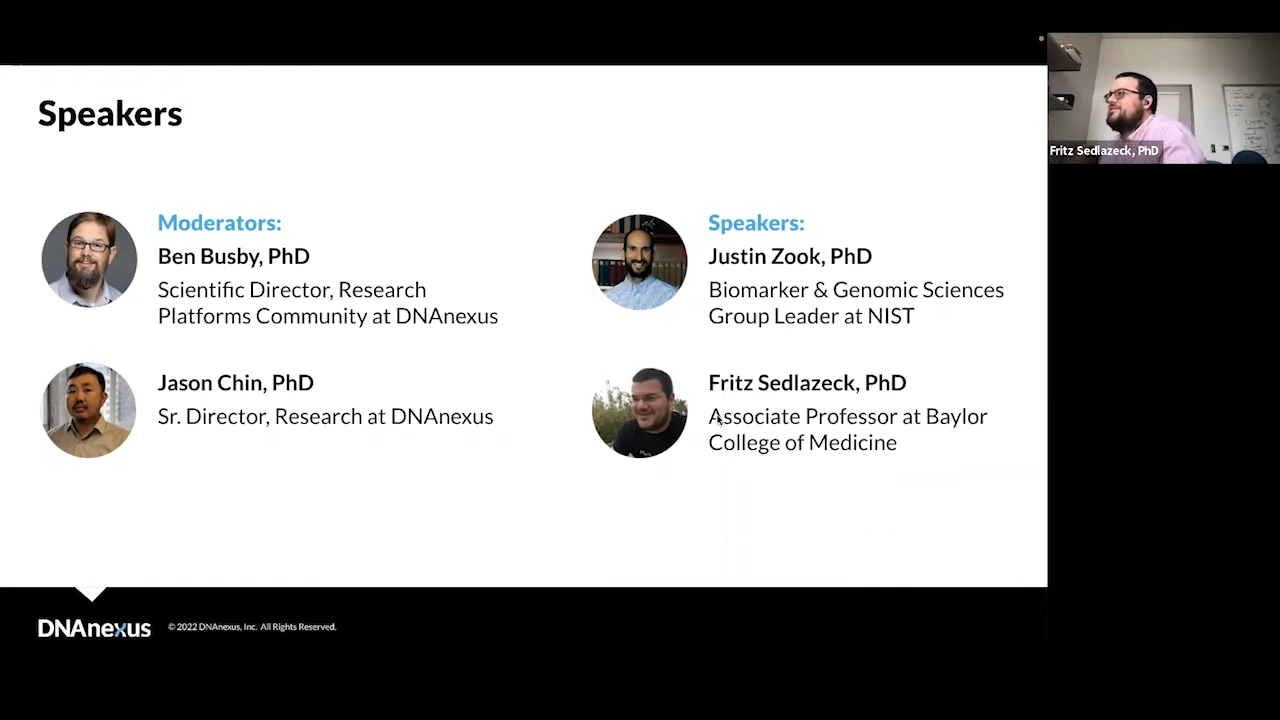 Speakers
Moderators:
Ben Busby, PhD
Scientific Director, Research
Platforms Community at DNAnexus
Jason Chin, PhD
Sr. Director, Research at DNAnexus
Speakers:
Justin Zook, PhD
Biomarker & Genomic Sciences
Group Leader at NIST
Fritz Sedlazeck, PhD
Associate Professor at Baylor
College of Medicine
Fritz Sedlazeck, PhD
DNAnexus
© 2022 DNAnexus, Inc. All Rights Reserved.